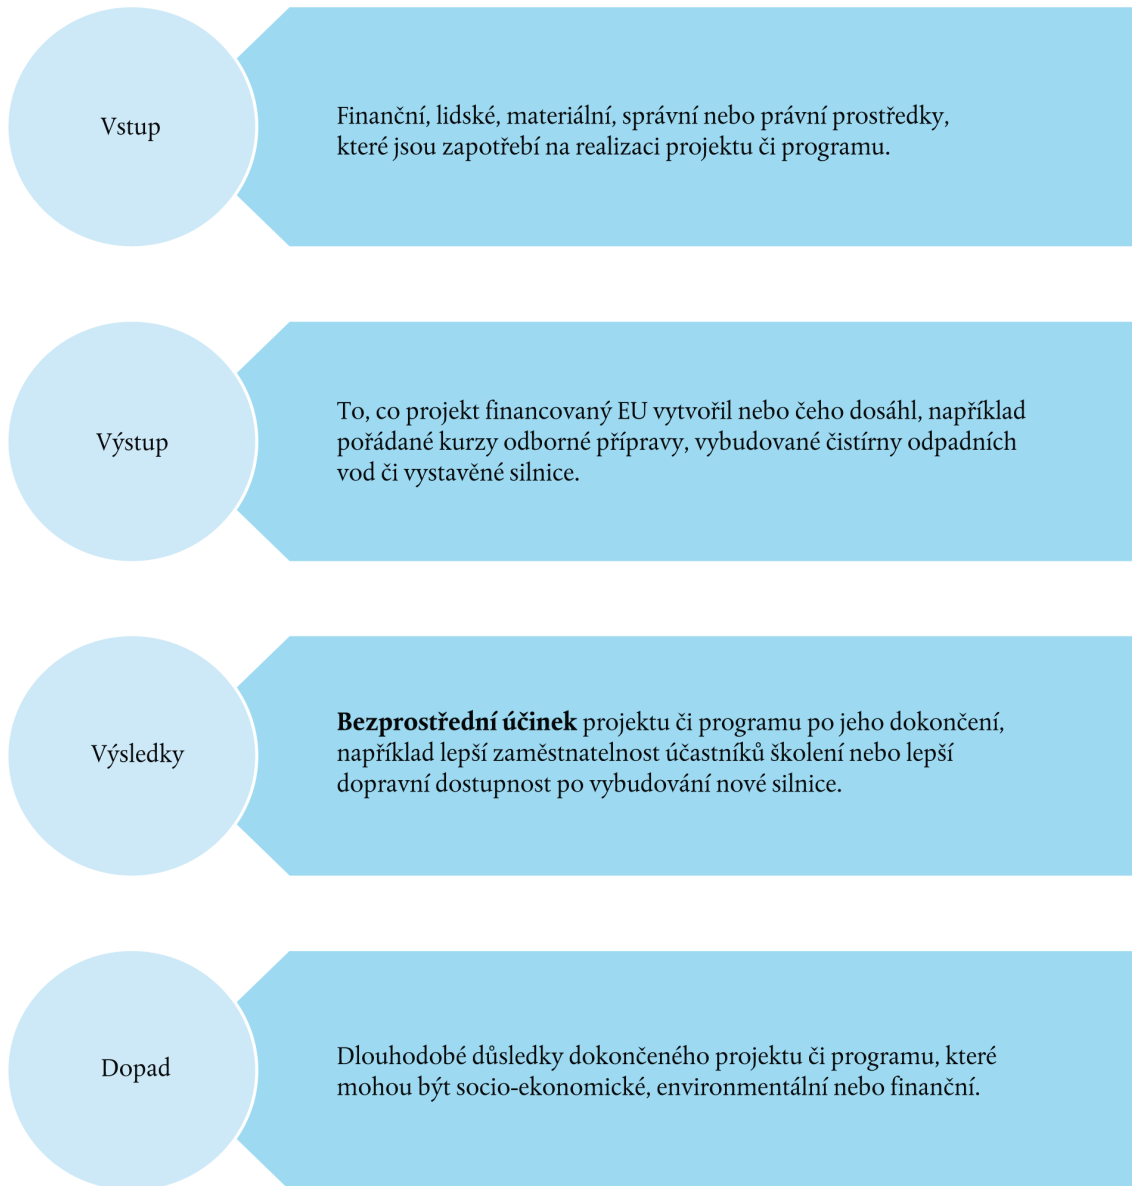 Vstup
Finanční, lidské, materiální, správní nebo právní prostředky,
které jsou zapotřebí na realizaci projektu či programu.
Výstup
To, co projekt financovaný EU vytvořil nebo čeho dosáhl, například
pořádané kurzy odborné přípravy, vybudované čistírny odpadních
vod či vystavěné silnice.
Výsledky
Bezprostřední účinek projektu či programu po jeho dokončení,
například lepší zaměstnatelnost účastníků školení nebo lepší
dopravní dostupnost po vybudování nové silnice.
Dopad
Dlouhodobé důsledky dokončeného projektu či programu, které
mohou být socio-ekonomické, environmentální nebo finanční.